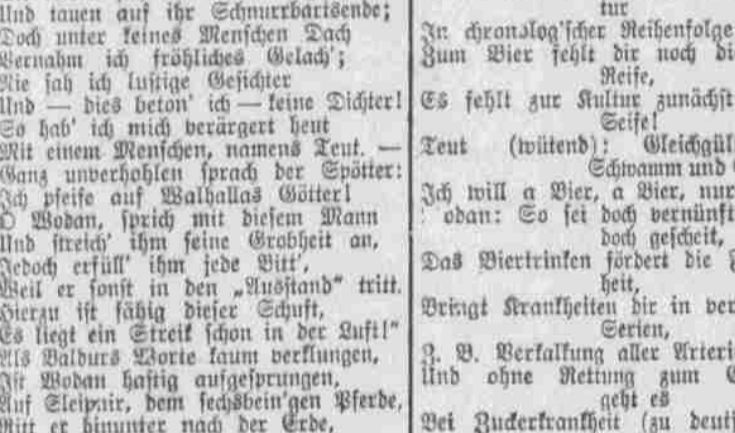 Und tauen auf ihr Schnurrbartsende;
Doch unter keines Menschen Dach
Vernahm ich fröhliches Gelach';
Nie sah ich lustige Gesichter
Und — dies beton' ich — keine Dichter!
So hab' ich mich verärgert heut
Mit einem Menschen, namens Teut. —
Ganz unverhohlen sprach der Spötter:
Ich pfeife auf Walhallas Götter!
O Wodan, sprich mit diesem Mann
Und streich' ihm seine Grobheit an,
Jedoch erfüll' ihm jede Bitt',
Weil er sonst in den „Ausstand" tritt.
Hierzu ist fähig dieser Schuft,
Es liegt ein Streik schon in der Luft!"
Als Baldurs Worte kaum verklungen,
Ist Wodan hastig aufgesprungen,
Auf Sleipnir, dem sechsbein'gen Pferde,
Ritt er hinunter nach der Erde,
tur
In chronolog'scher Reihenfolge
Zum Bier fehlt dir noch di
Reife,
Es fehlt zur Kultur zunächst
Seife!
Teut (wütend): Gleichgül
Schwamm und
Ich will a Bier, a Bier, nur
odan: So sei doch vernünft
doch gescheit,
Das Biertrinken fördert die
heit,
Bringt Krankheiten dir in ver
Serien,
Z. B. Verkalkung aller Arteri
Und ohne Rettung zum
geht es
Bei Zuckerkrankheit (zu deut